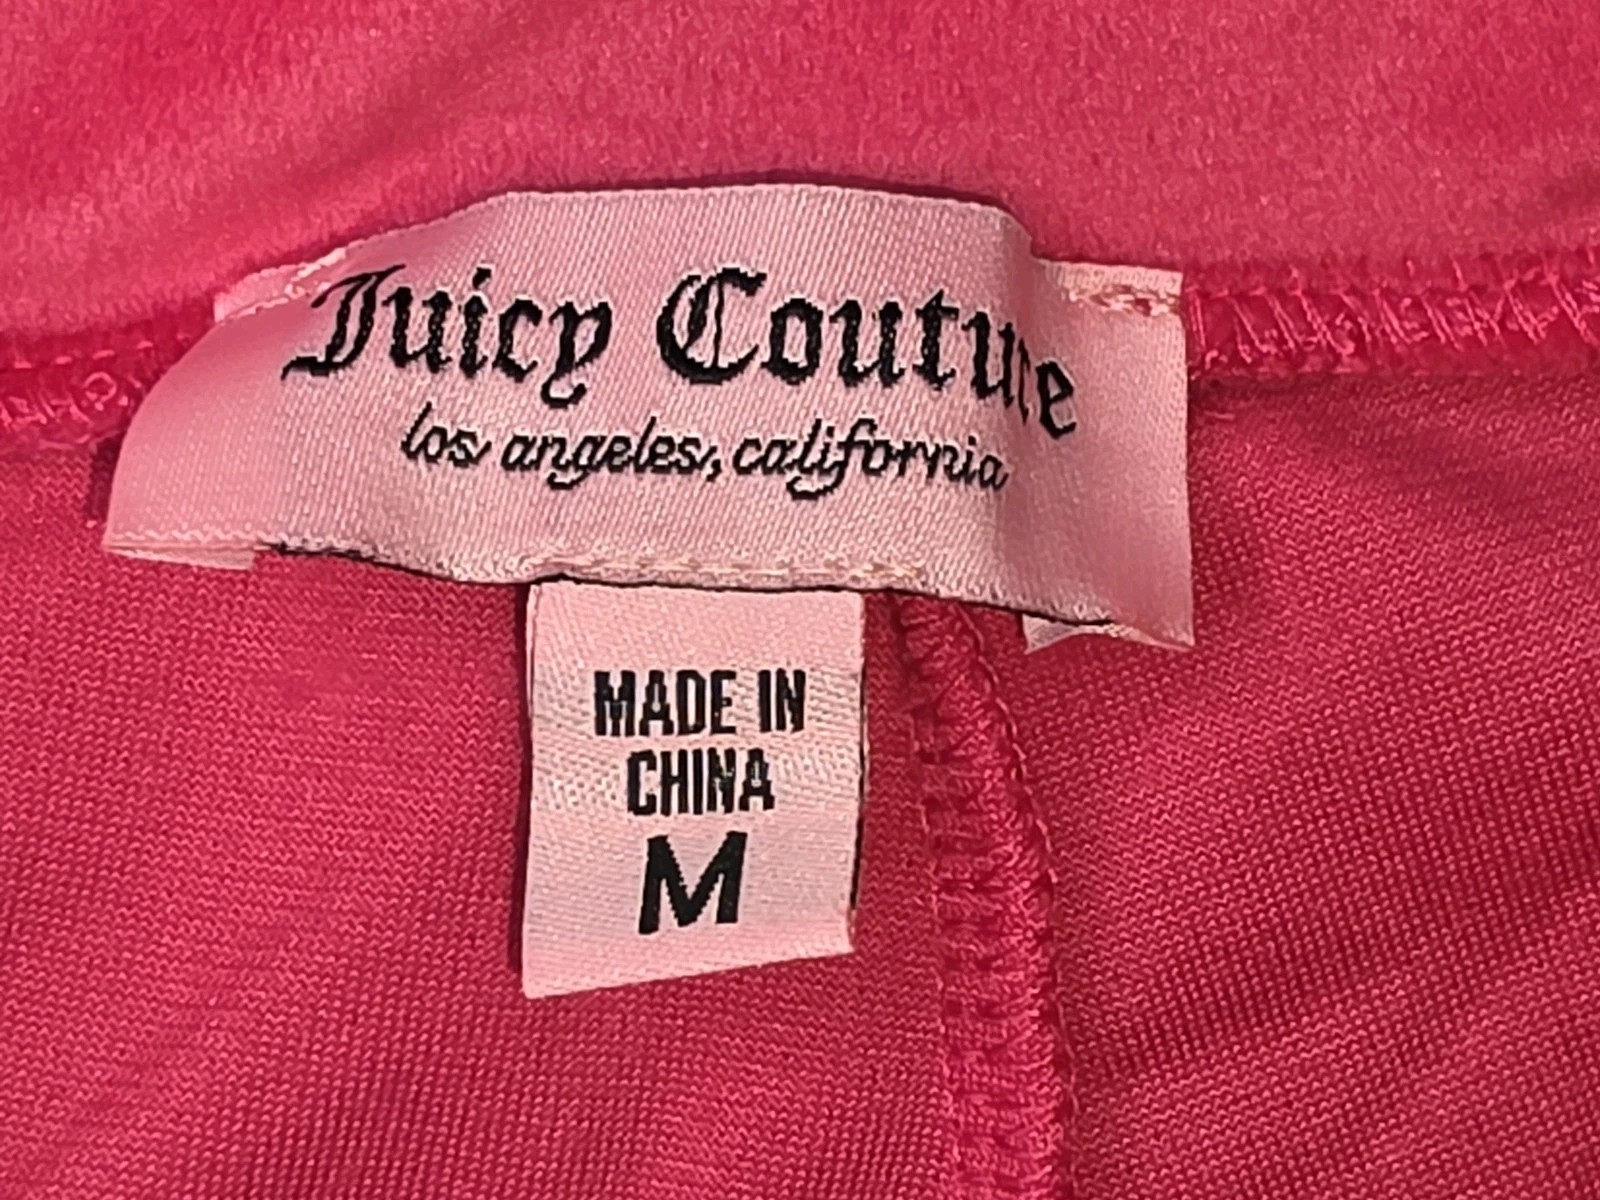 Juicy Couture
los angeles, california
MADE IN
CHINA
M